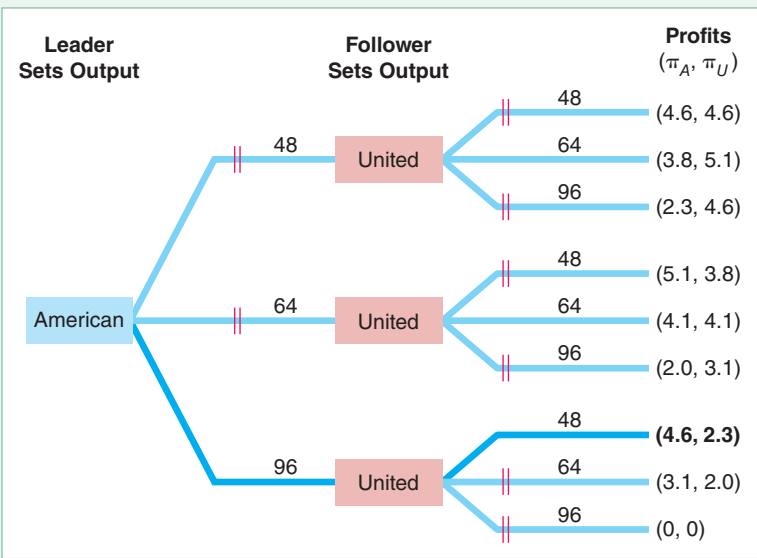 Leader
Sets Output
Follower
Sets Output
Profits
(π_A, π_U)
48
(4.6, 4.6)
48
United
64
(3.8, 5.1)
96
(2.3, 4.6)
48
(5.1, 3.8)
American
64
United
64
(4.1, 4.1)
96
(2.0, 3.1)
48
(4.6, 2.3)
96
United
64
(3.1, 2.0)
96
(0, 0)